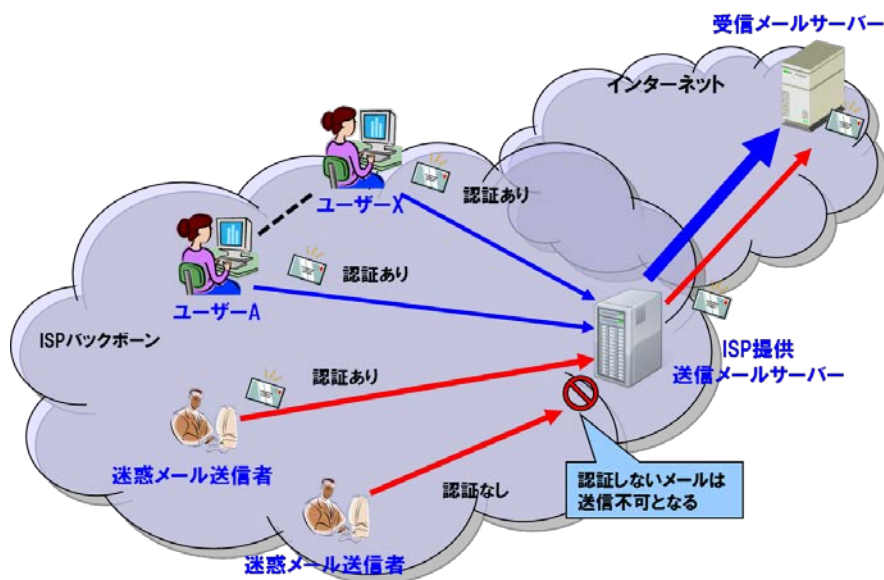 受信メールサーバー
インターネット
認証あり
ユーザーX
認証あり
ユーザーA
ISPバックボーン
ISP提供
送信メールサーバー
認証あり
迷惑メール送信者
認証しないメールは
送信不可となる
認証なし
迷惑メール送信者